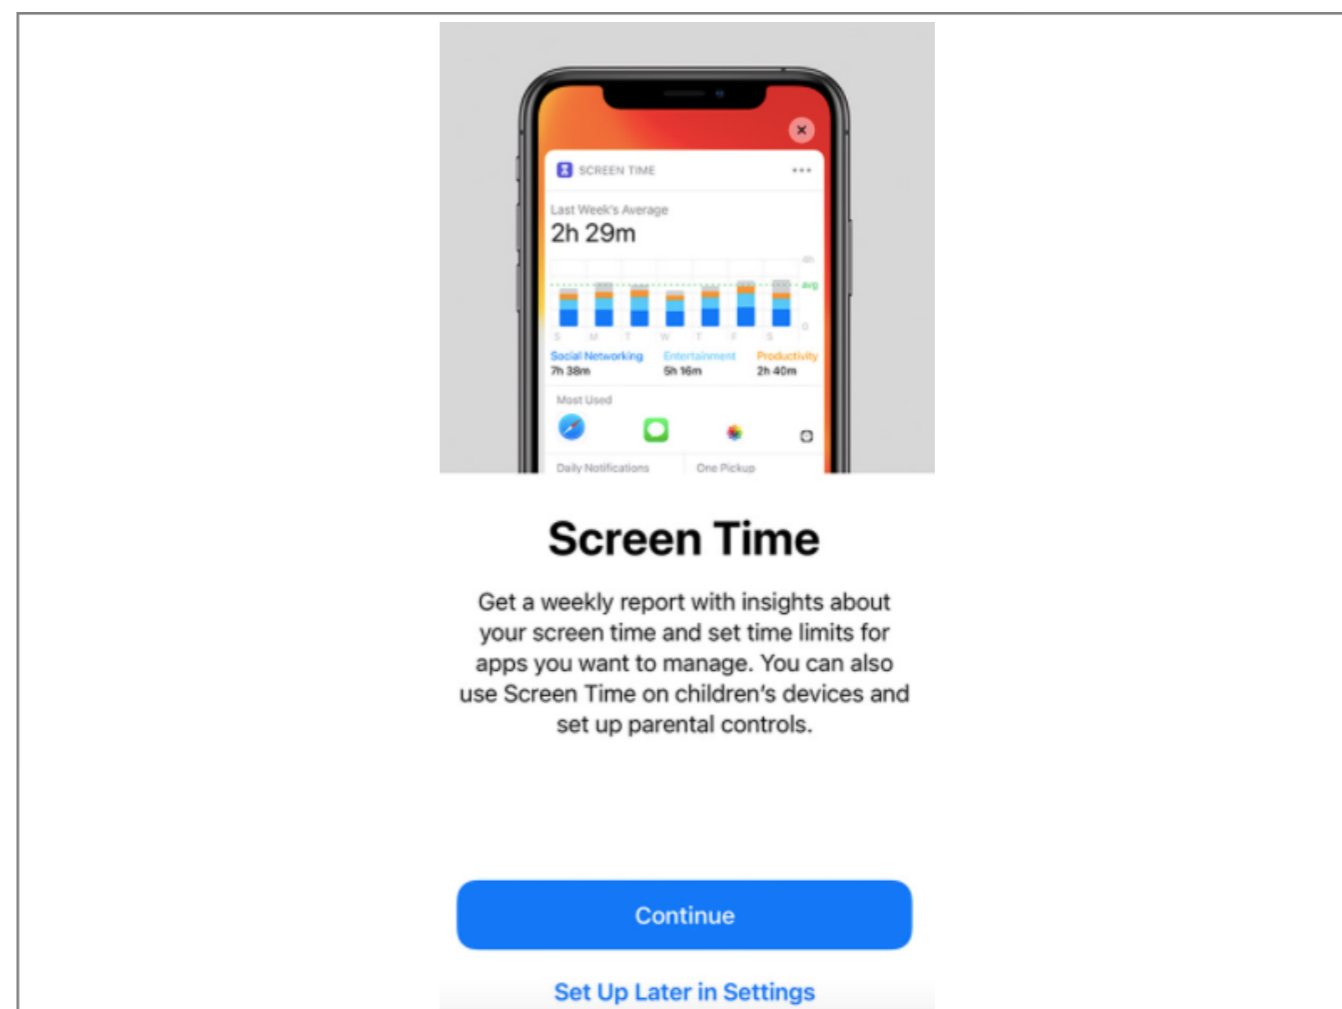 SCREEN TIME
Last Week's Average
2h 29m
4h
avg
0
S M T W T F S
Social Networking Entertainment Productivity
7h 38m 5h 16m 2h 40m
Most Used
Daily Notifications One Pickup
Screen Time
Get a weekly report with insights about
your screen time and set time limits for
apps you want to manage. You can also
use Screen Time on children’s devices and
set up parental controls.
Continue
Set Up Later in Settings